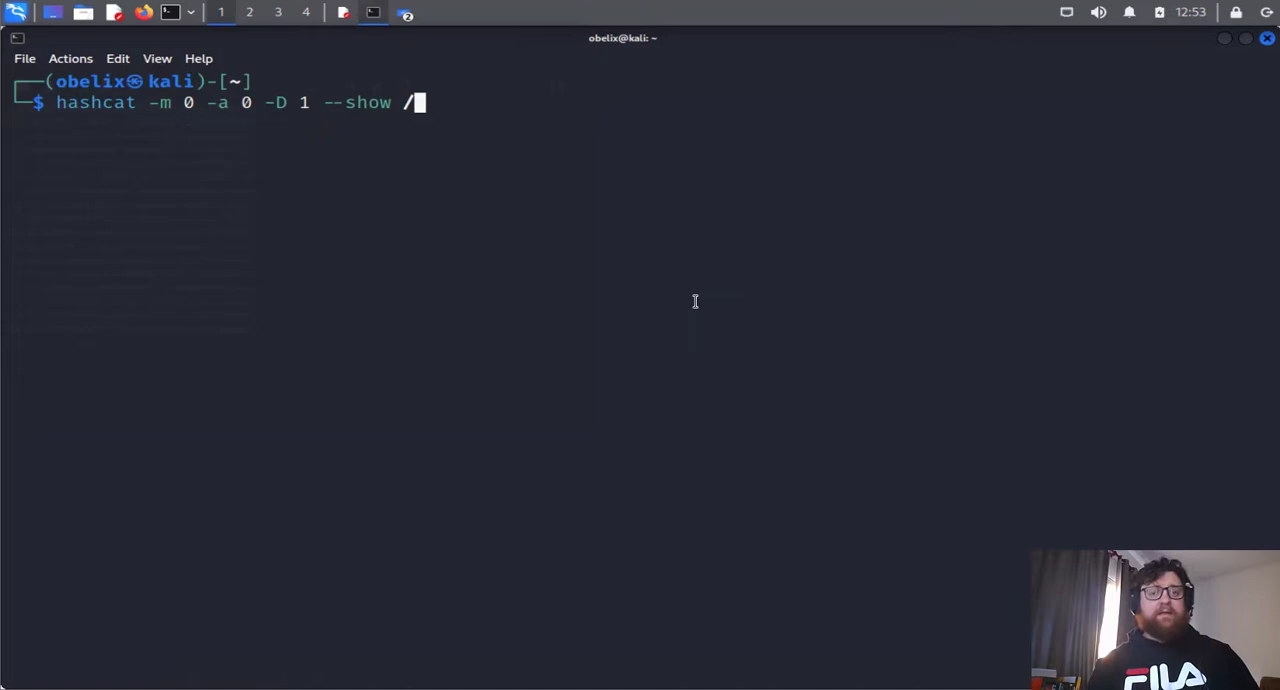 1 2 3 4
2
12:53
obelix@kali: ~
File Actions Edit View Help
┌──(obelix㉿kali)-[~]
└─$ hashcat -m 0 -a 0 -D 1 --show /
FILA